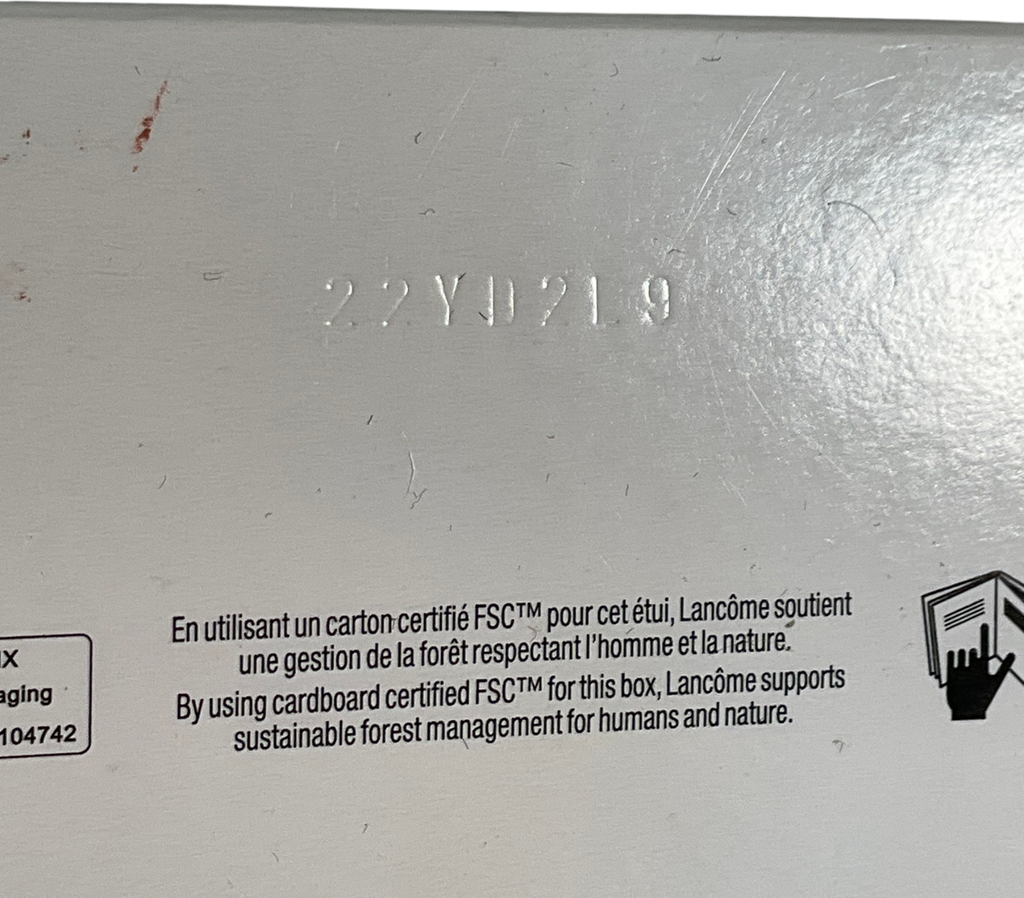 22YD2L9
En utilisant un carton certifié FSC™ pour cet étui, Lancôme soutient
une gestion de la forêt respectant l'homme et la nature.
By using cardboard certified FSC™ for this box, Lancôme supports
sustainable forest management for humans and nature.
IX
aging
104742